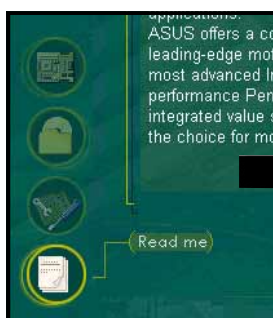 applications.
ASUS offers a co
leading-edge mo
most advanced In
performance Pen
integrated value s
the choice for mo
Read me